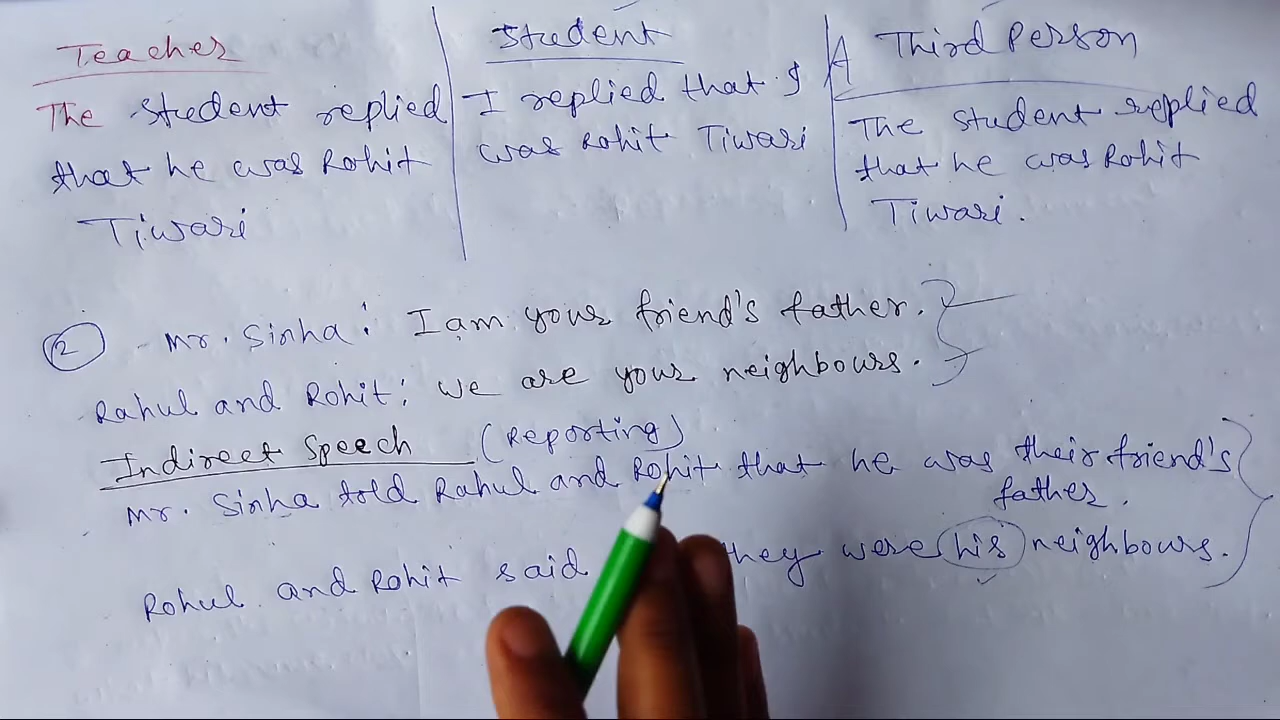 Teacher
The student replied
that he was Rohit
Tiwari
Student
I replied that I
was Rohit Tiwari
A Third Person
The student replied
that he was Rohit
Tiwari.
2 Mr. Sinha: I am your friend's father.
Rahul and Rohit: We are your neighbours.
Indirect Speech (Reporting)
Mr. Sinha told Rahul and Rohit that he was their friend's
father.
Rohul and Rohit said they were his neighbours.